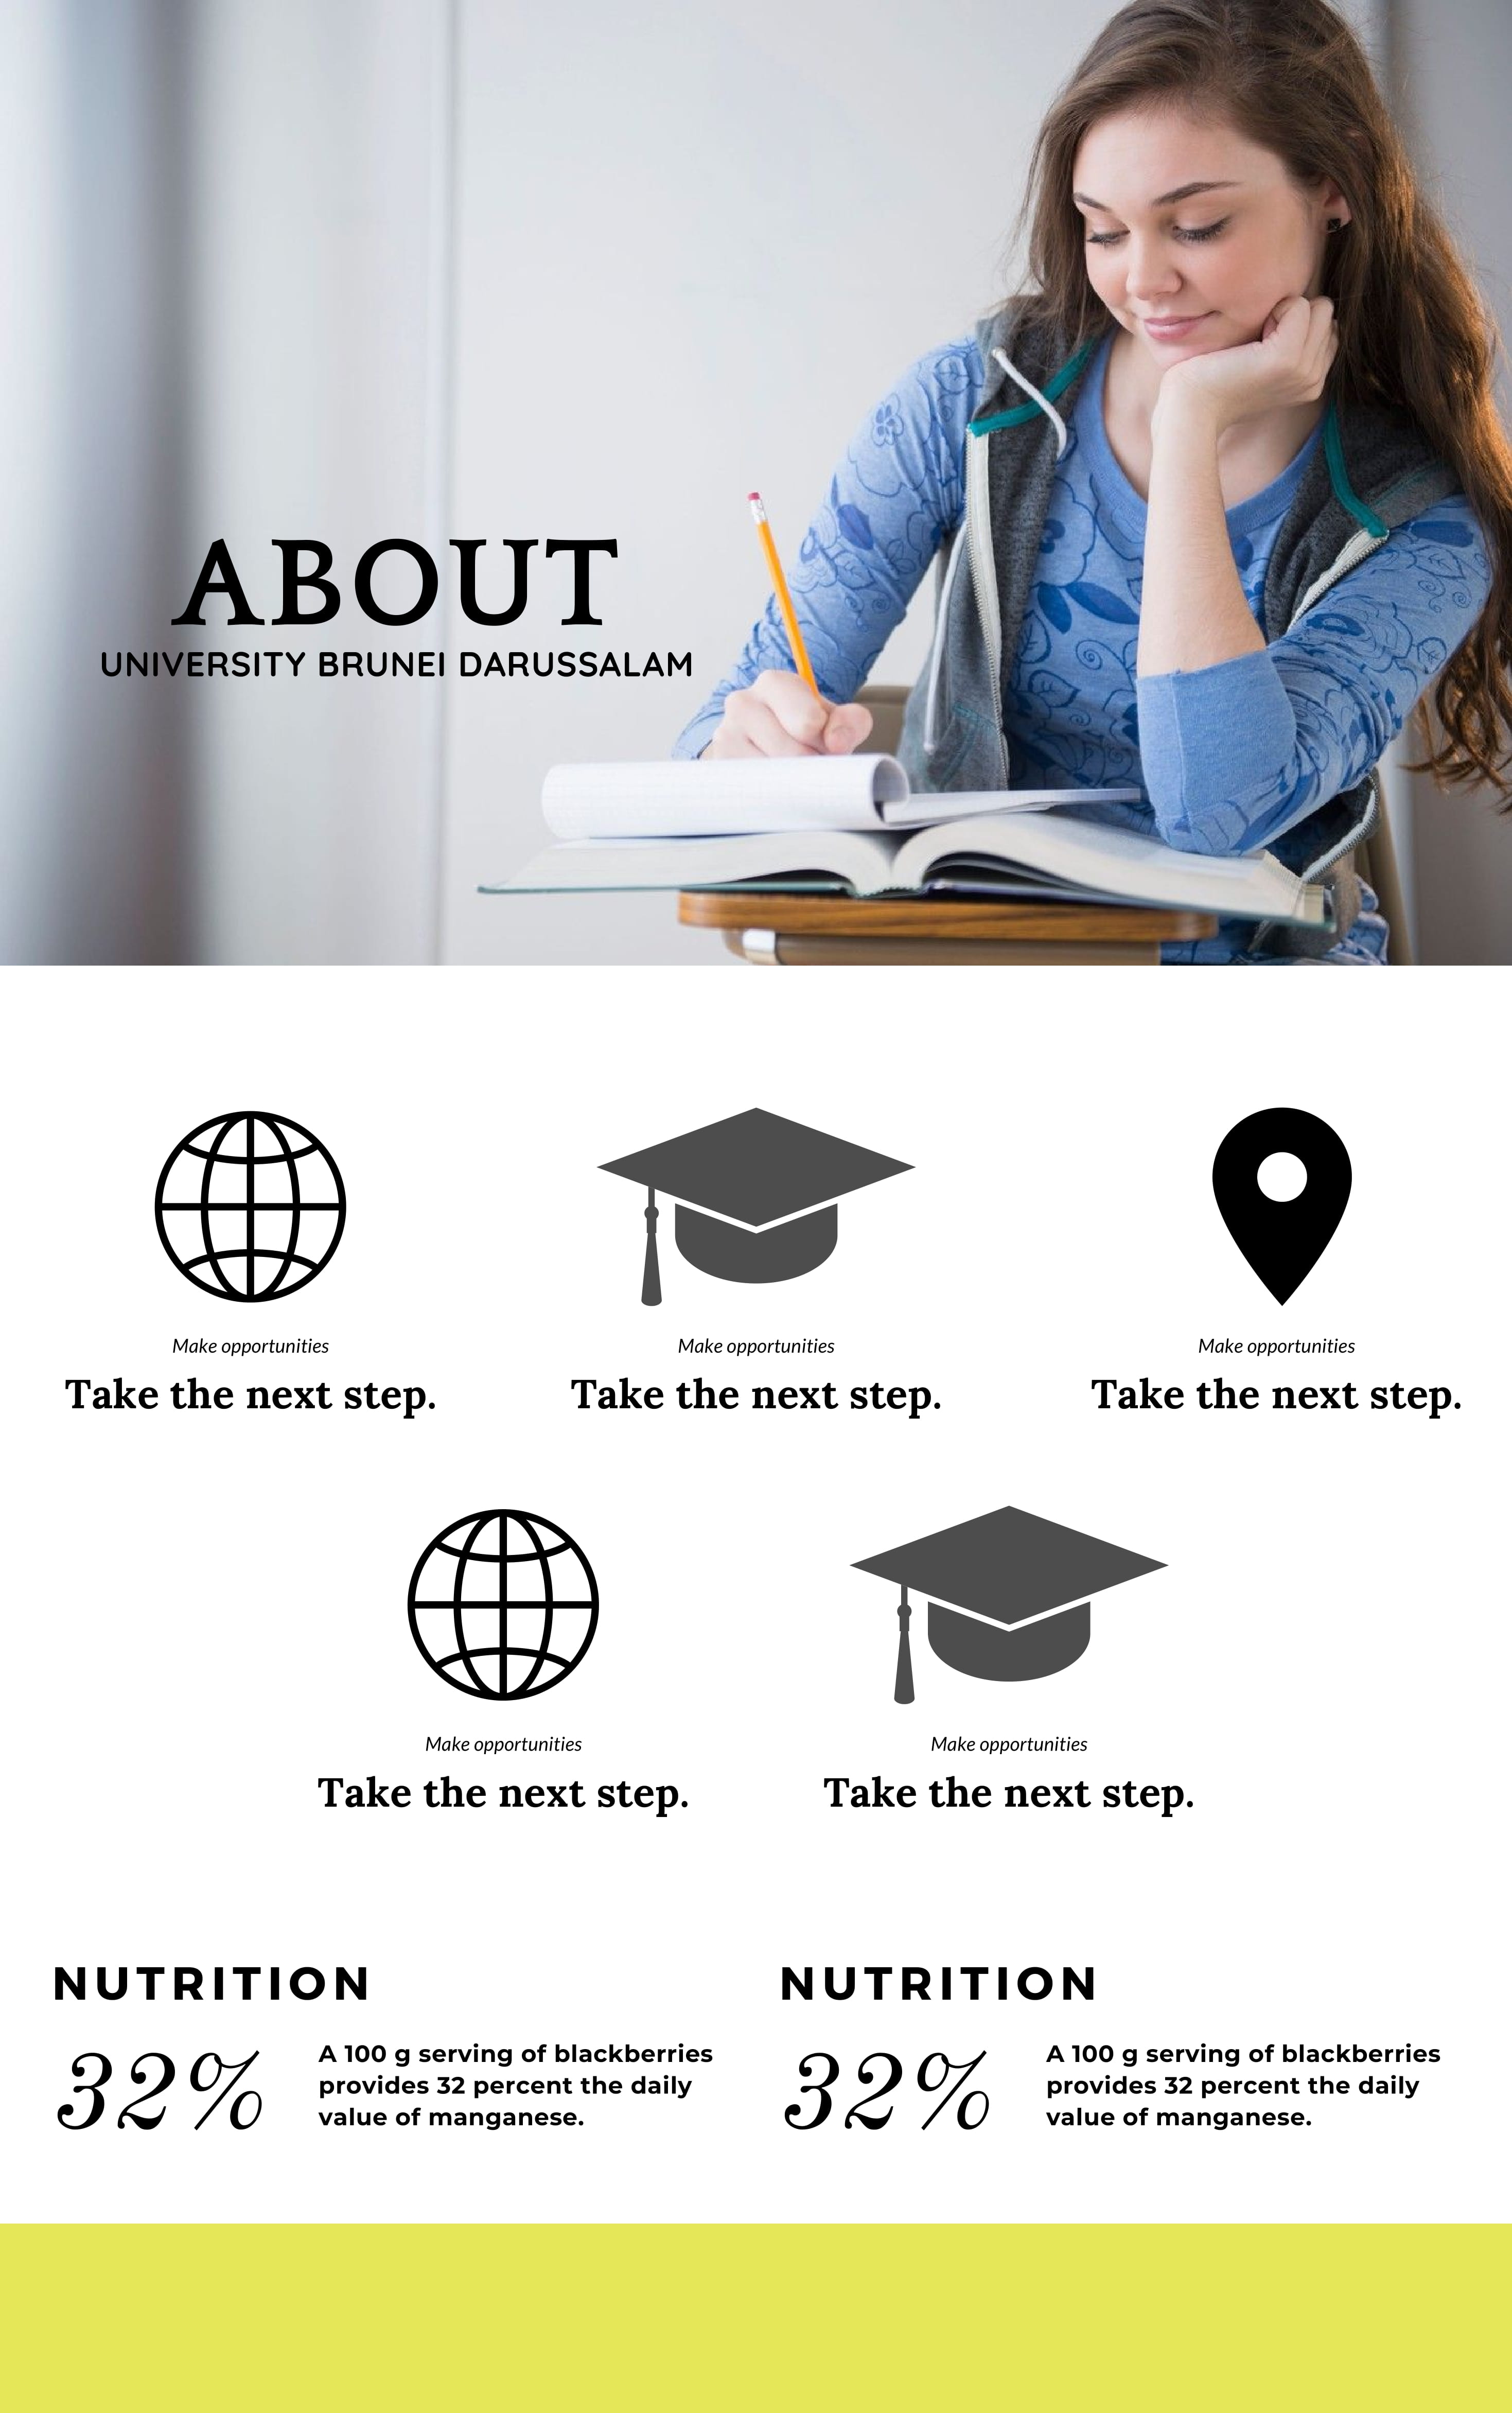 ABOUT
UNIVERSITY BRUNEI DARUSSALAM
Make opportunities
Take the next step.
Make opportunities
Take the next step.
Make opportunities
Take the next step.
Make opportunities
Take the next step.
Make opportunities
Take the next step.
NUTRITION
32%
A 100 g serving of blackberries
provides 32 percent the daily
value of manganese.
NUTRITION
32%
A 100 g serving of blackberries
provides 32 percent the daily
value of manganese.